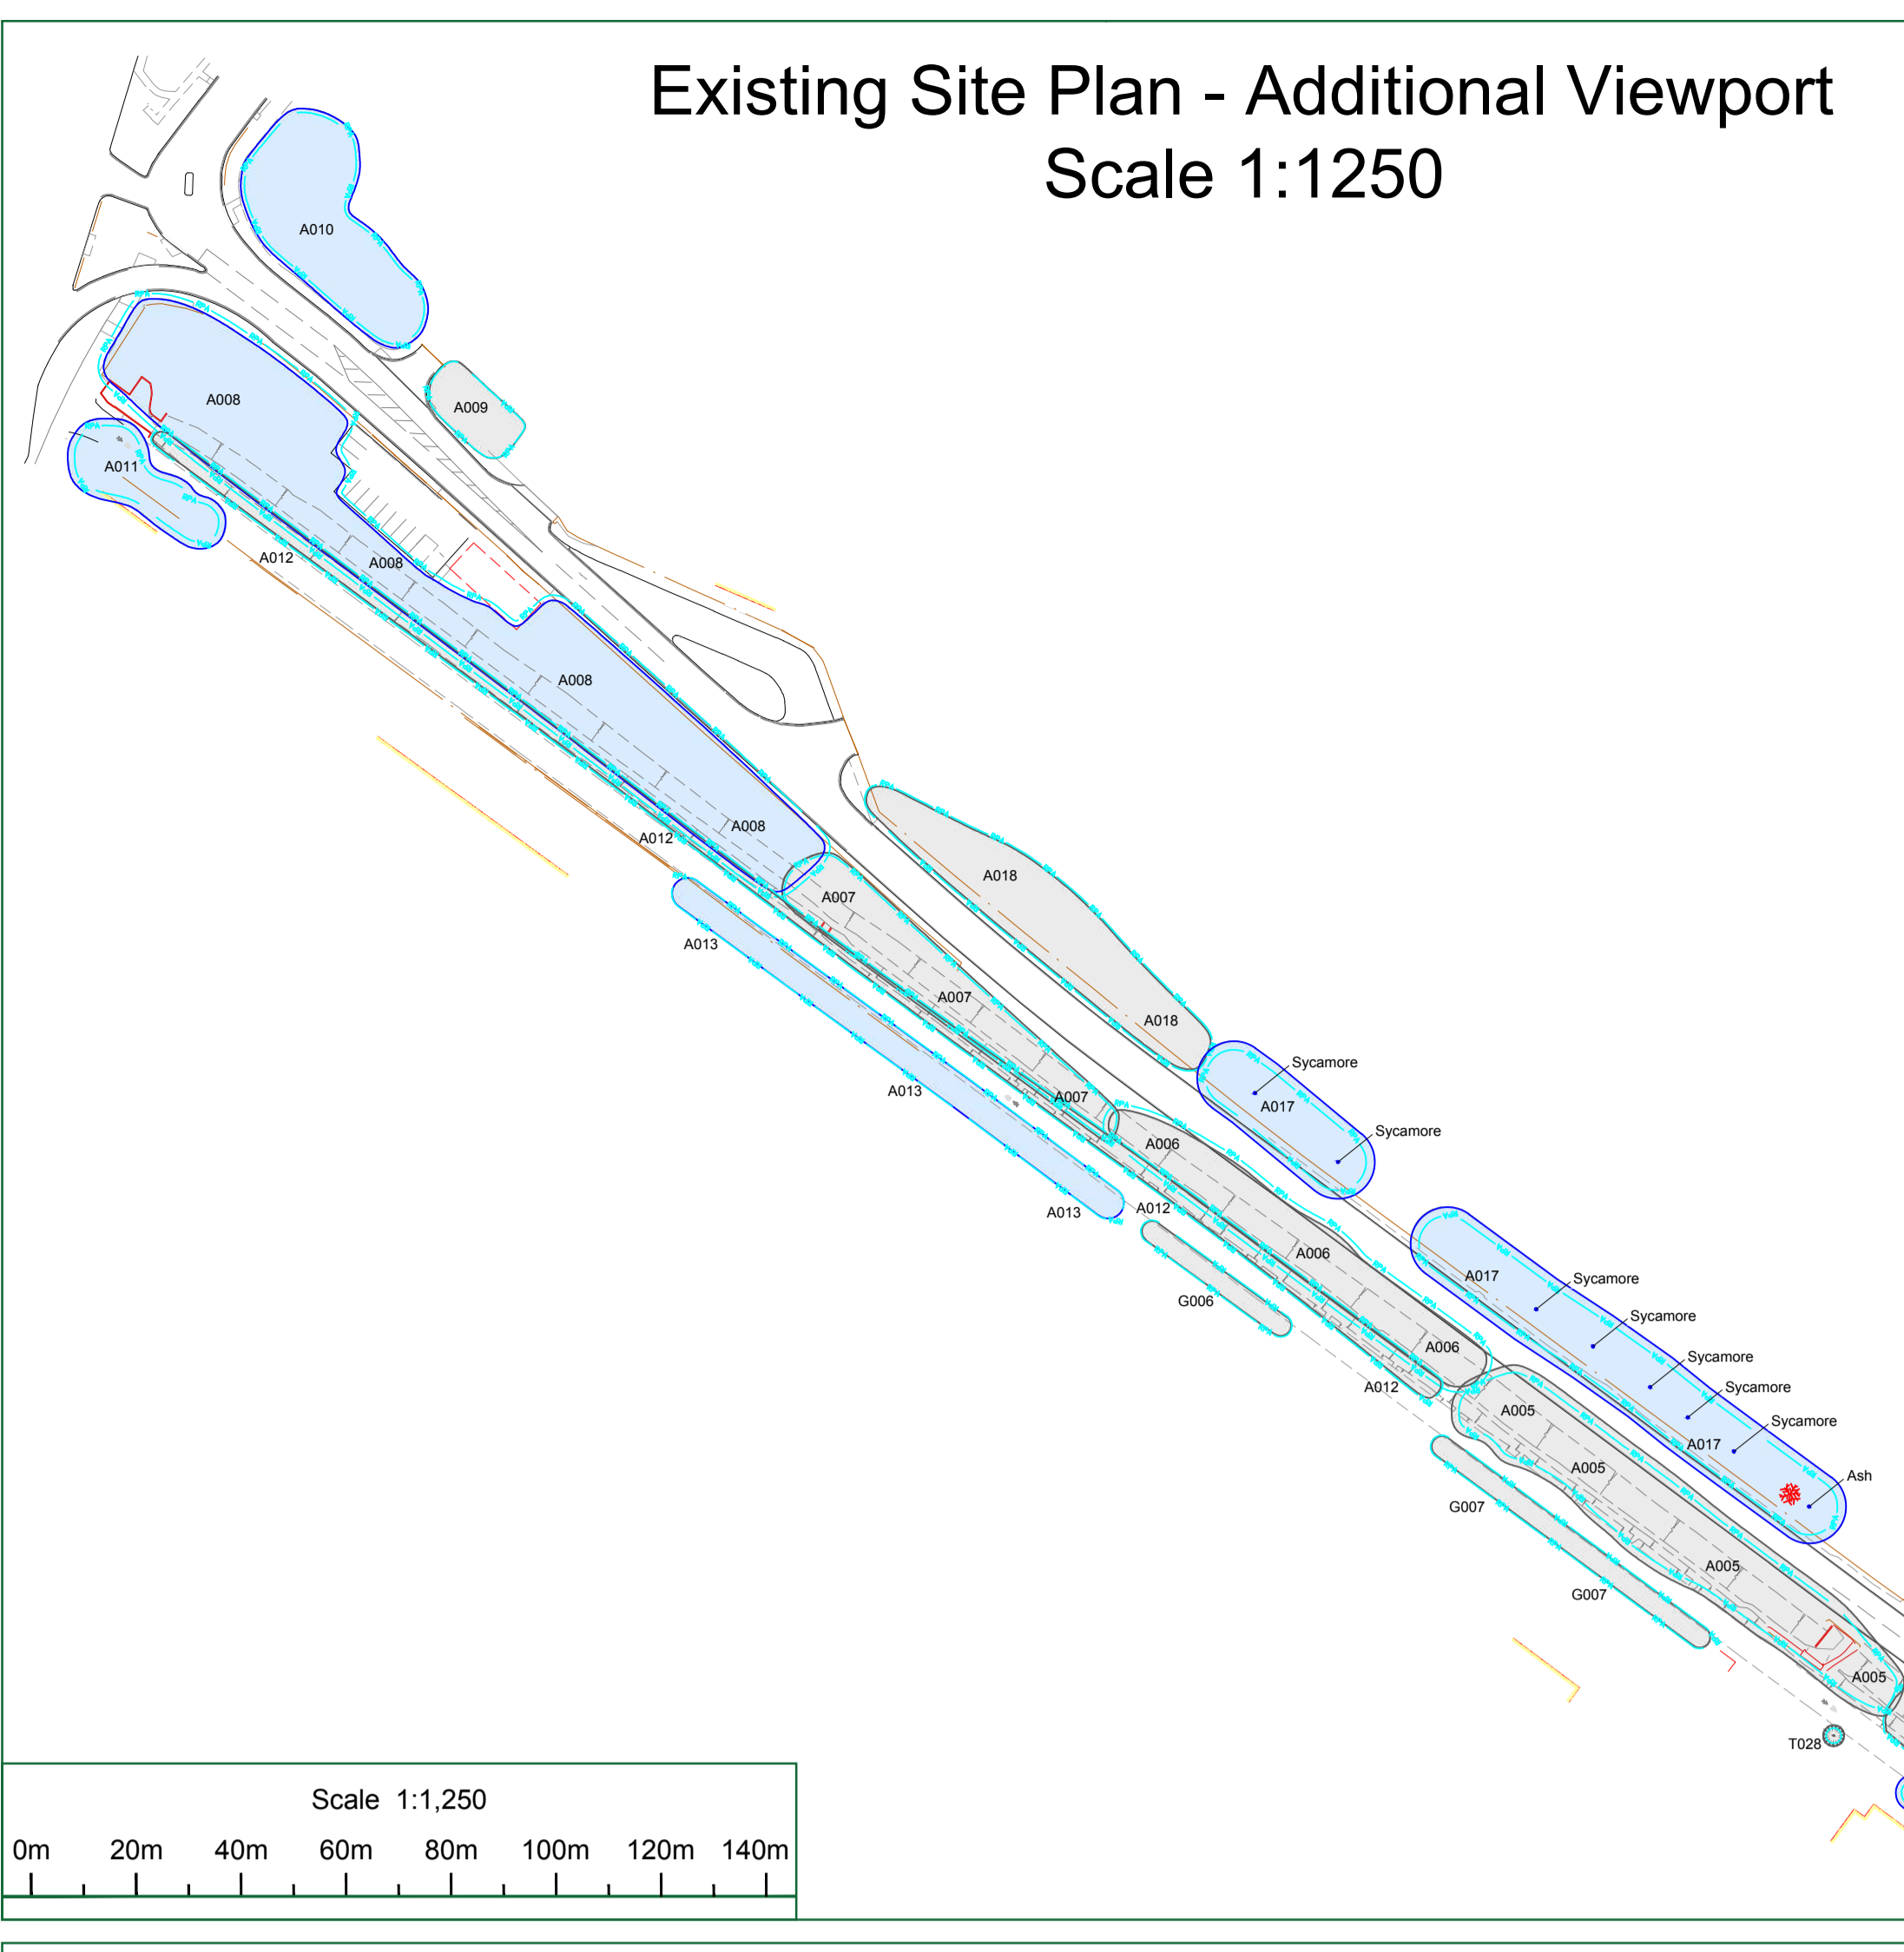 Existing Site Plan - Additional Viewport
Scale 1:1250
A010
A008
A009
A011
A012
A008
A008
A008
A012
A007
A018
A013
A007
A018
Sycamore
A013
A007
A017
Sycamore
A006
A013
A012
A006
A017
Sycamore
G006
Sycamore
A006
Sycamore
A012
Sycamore
A005
Sycamore
A017
A005
Ash
G007
A005
G007
A005
T028
Scale 1:1,250
0m 20m 40m 60m 80m 100m 120m 140m